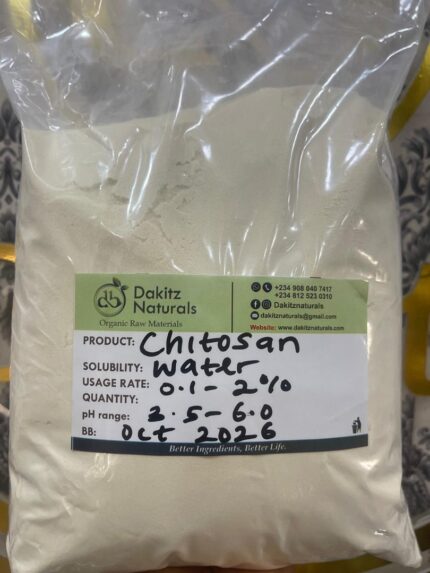 Dakitz
Naturals
Organic Raw Materials
+234 908 040 7417
+234 812 523 0310
Dakitznaturals
dakitznaturals@gmail.com
Website: www.dakitznaturals.com
PRODUCT: Chitosan
SOLUBILITY: Water
USAGE RATE: 0.1 - 2%
QUANTITY:
pH range: 3.5 - 6.0
BB: Oct 2026
Better Ingredients, Better Life.